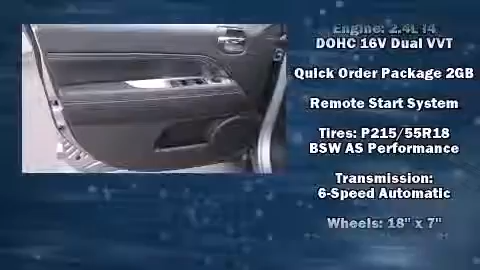 Engine: 2.4L I4
DOHC 16V Dual VVT
Quick Order Package 2GB
Remote Start System
Tires: P215/55R18
BSW AS Performance
Transmission:
6-Speed Automatic
Wheels: 18" x 7"